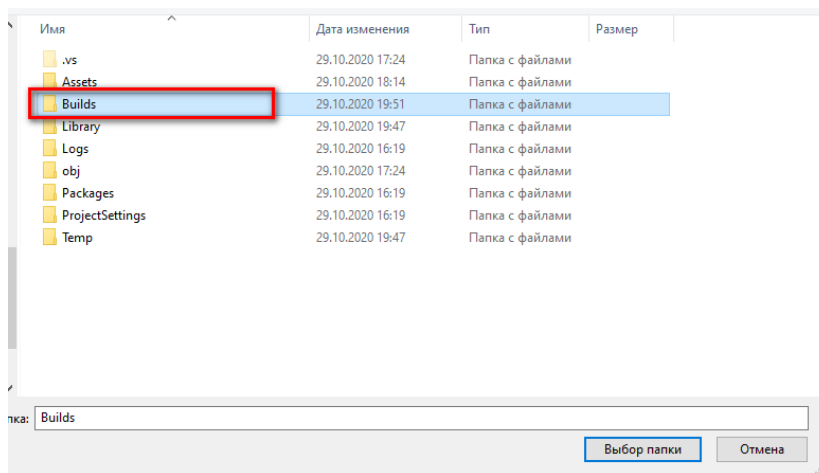 Имя Дата изменения Тип Размер
.vs 29.10.2020 17:24 Папка с файлами
Assets 29.10.2020 18:14 Папка с файлами
Builds 29.10.2020 19:51 Папка с файлами
Library 29.10.2020 19:47 Папка с файлами
Logs 29.10.2020 16:19 Папка с файлами
obj 29.10.2020 17:24 Папка с файлами
Packages 29.10.2020 16:19 Папка с файлами
ProjectSettings 29.10.2020 16:19 Папка с файлами
Temp 29.10.2020 19:47 Папка с файлами
пка: Builds
Выбор папки Отмена